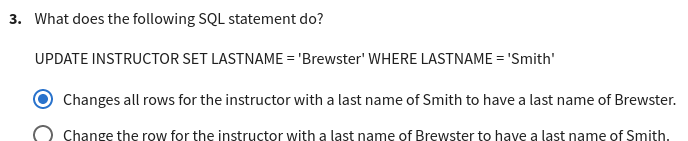 3. What does the following SQL statement do?
UPDATE INSTRUCTOR SET LASTNAME = 'Brewster' WHERE LASTNAME = 'Smith'
Changes all rows for the instructor with a last name of Smith to have a last name of Brewster.
Change the row for the instructor with a last name of Brewster to have a last name of Smith.